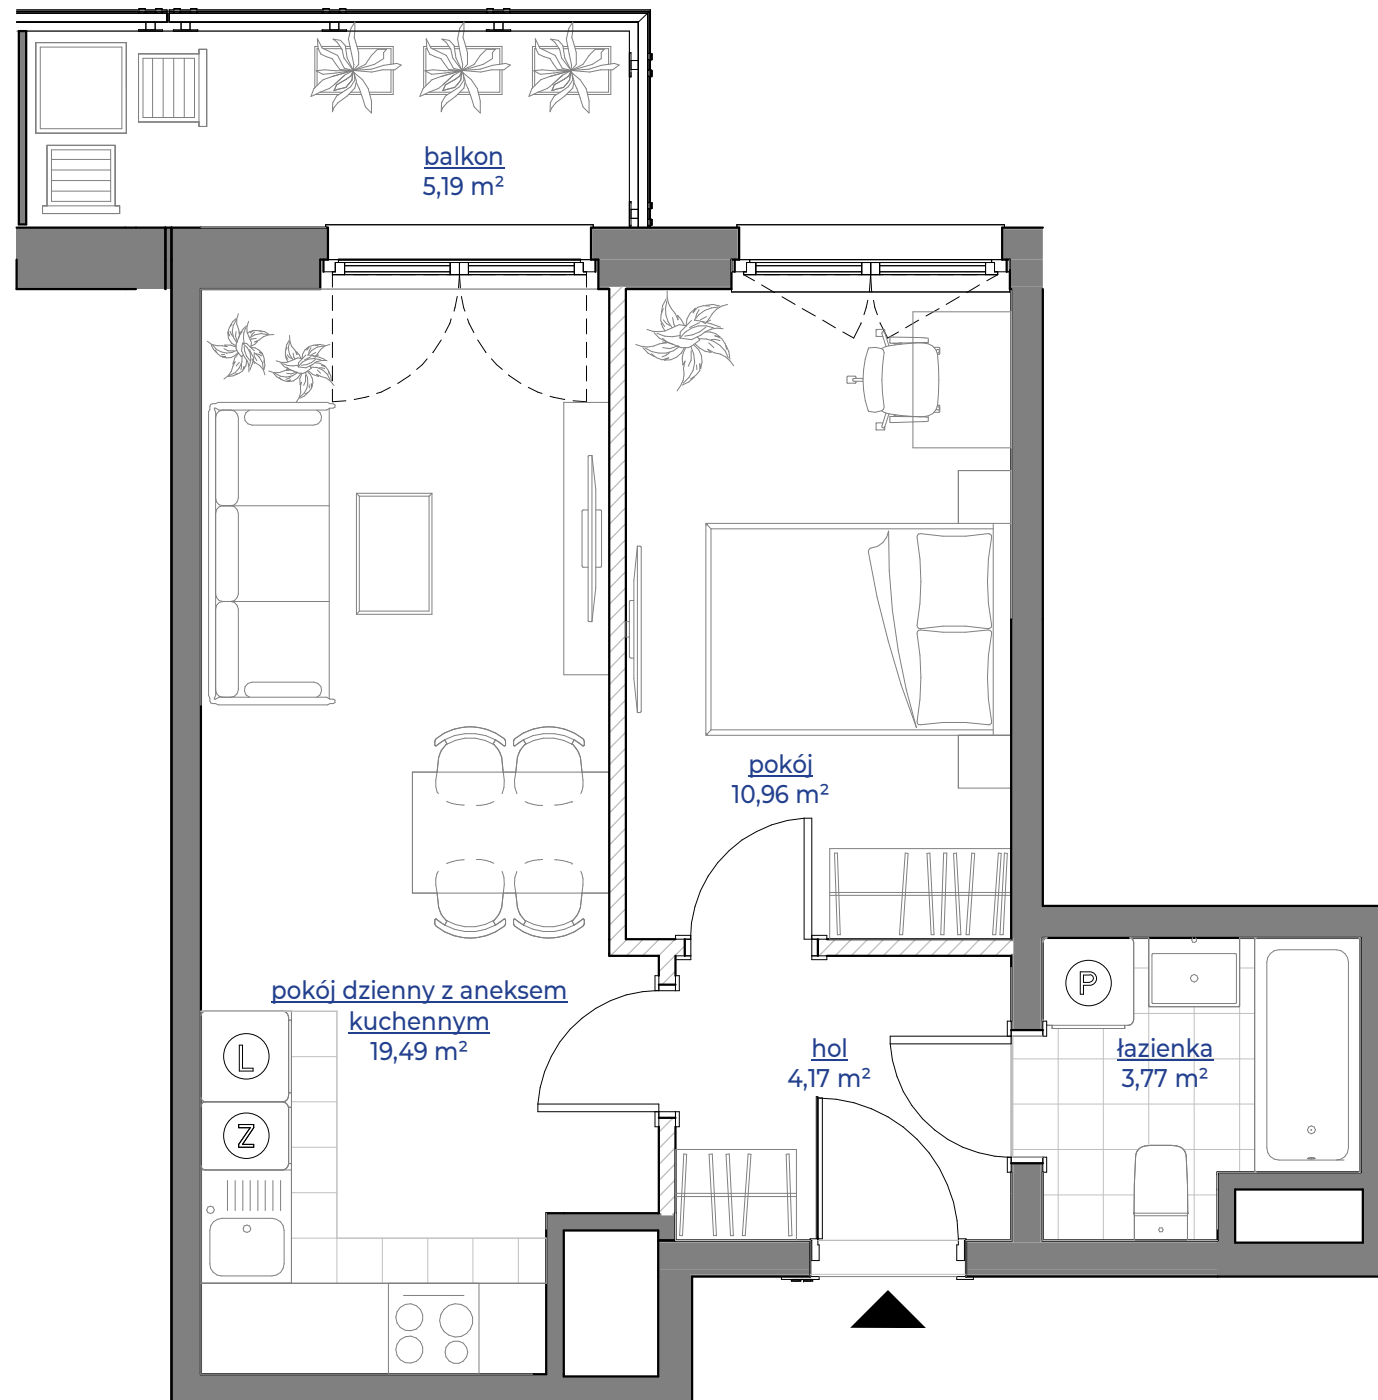 balkon
5,19 m²
pokój
10,96 m²
pokój dzienny z aneksem
kuchennym
19,49 m²
L
Z
P
hol
4,17 m²
łazienka
3,77 m²